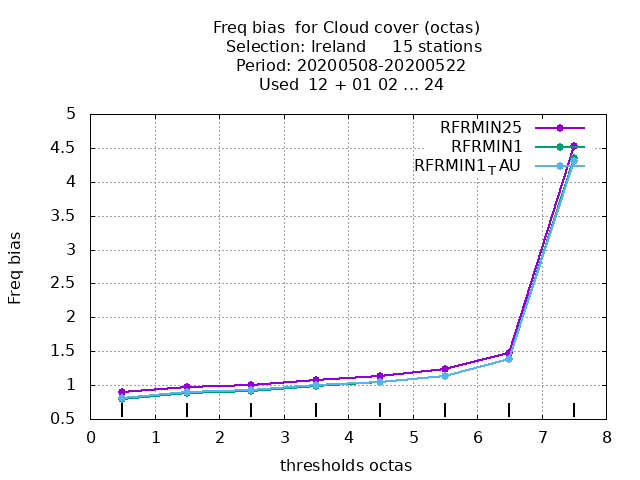 Freq bias  for Cloud cover (octas)
Selection: Ireland     15 stations
Period: 20200508-20200522
Used  12 + 01 02 ... 24
RFRMIN25
RFRMIN1
RFRMIN1TAU
5
4.5
4
3.5
3
2.5
2
1.5
1
0.5
Freq bias
0 1 2 3 4 5 6 7 8
thresholds octas